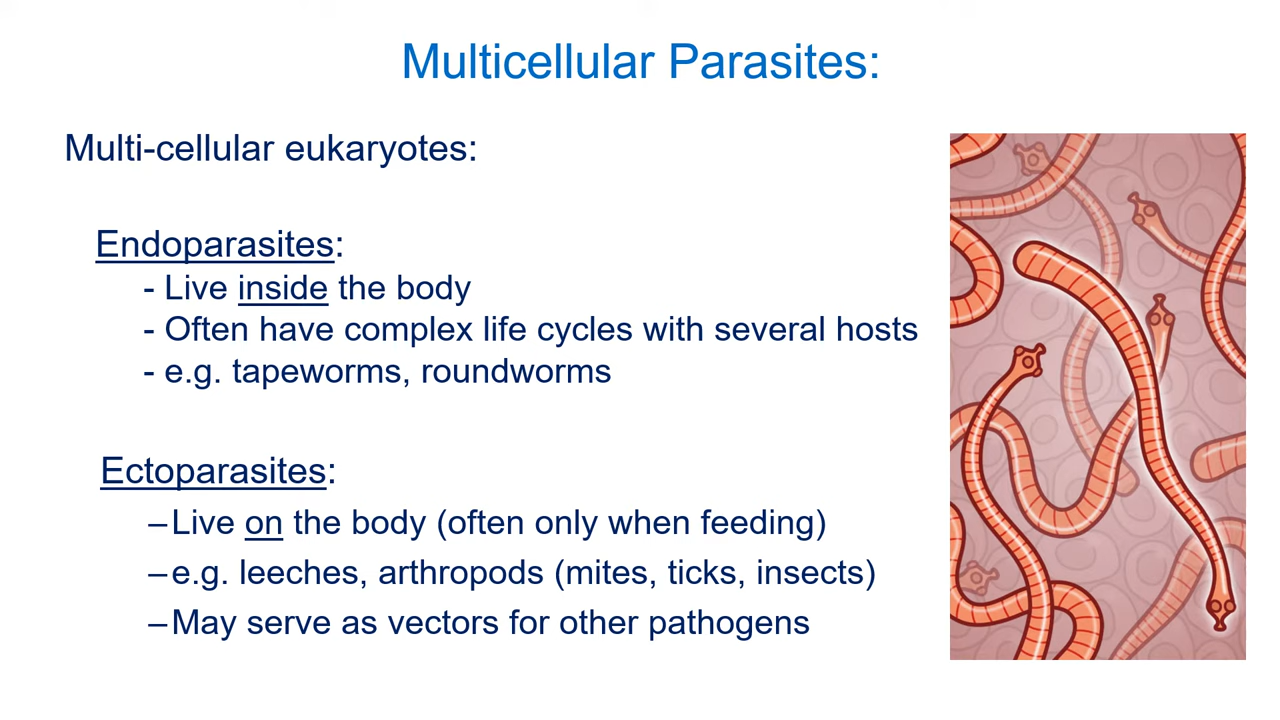 Multicellular Parasites:
Multi-cellular eukaryotes:
Endoparasites:
- Live inside the body
- Often have complex life cycles with several hosts
- e.g. tapeworms, roundworms
Ectoparasites:
–Live on the body (often only when feeding)
–e.g. leeches, arthropods (mites, ticks, insects)
–May serve as vectors for other pathogens